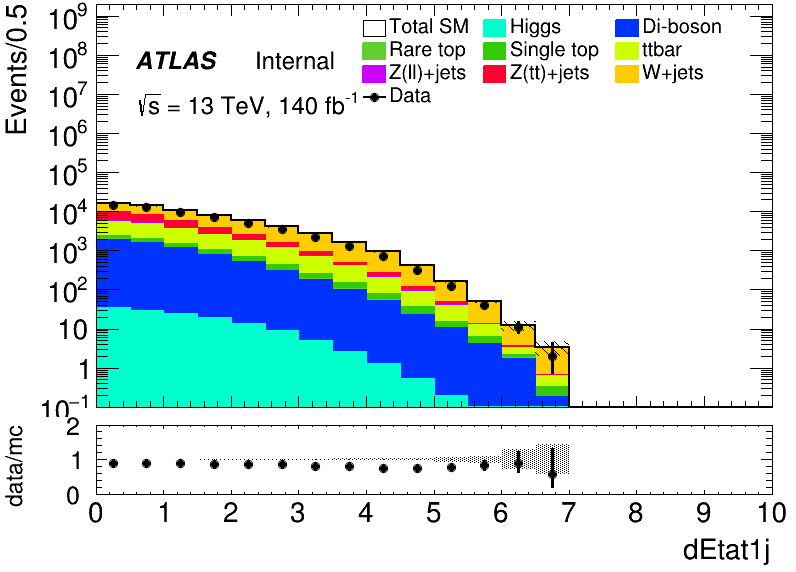 Events/0.5
10⁹
10⁸
10⁷
10⁶
10⁵
10⁴
10³
10²
10
1
10⁻¹
ATLAS Internal
√s = 13 TeV, 140 fb⁻¹
Total SM Higgs Di-boson
Rare top Single top ttbar
Z(ll)+jets Z(tt)+jets W+jets
Data
data/mc
2
1
0
0 1 2 3 4 5 6 7 8 9 10
dEtat1j